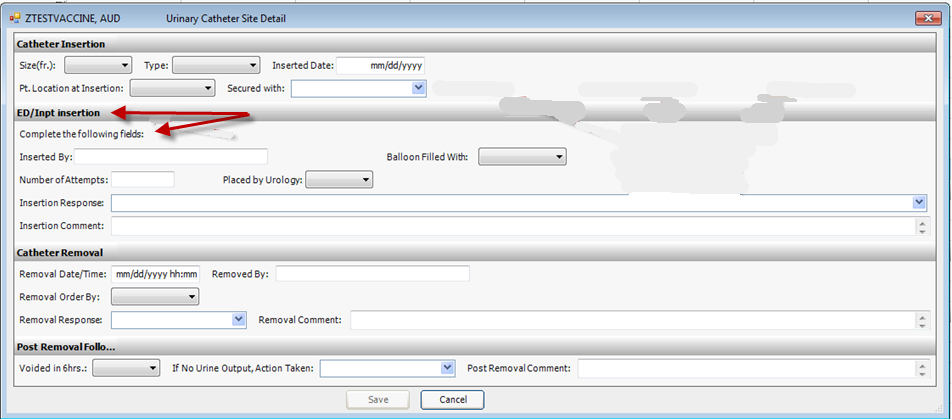 ZTESTVACCINE, AUD Urinary Catheter Site Detail
Catheter Insertion
Size(fr.): Type: Inserted Date: mm/dd/yyyy
Pt. Location at Insertion: Secured with:
ED/Inpt insertion
Complete the following fields:
Inserted By: Balloon Filled With:
Number of Attempts: Placed by Urology:
Insertion Response:
Insertion Comment:
Catheter Removal
Removal Date/Time: mm/dd/yyyy hh:mm Removed By:
Removal Order By:
Removal Response: Removal Comment:
Post Removal Follo...
Voided in 6hrs.: If No Urine Output, Action Taken: Post Removal Comment:
Save Cancel